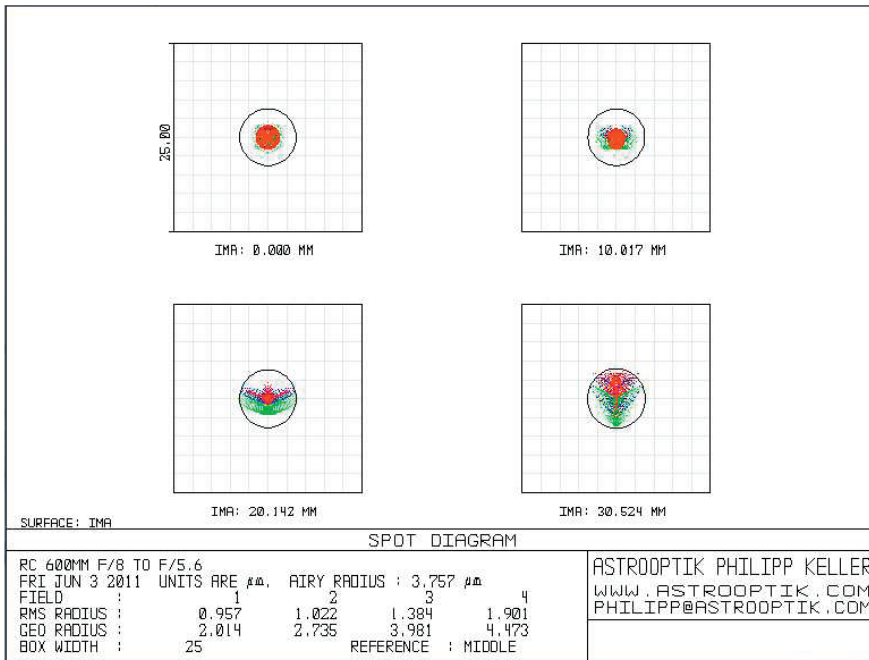 25.00
IMA: 0.000 MM
IMA: 10.017 MM
IMA: 20.142 MM
IMA: 30.524 MM
SURFACE: IMA
SPOT DIAGRAM
RC 600MM F/8 TO F/5.6
FRI JUN 3 2011 UNITS ARE µm. AIRY RADIUS : 3.757 µm
FIELD : 1 2 3 4
RMS RADIUS : 0.957 1.022 1.384 1.901
GEO RADIUS : 2.014 2.735 3.981 4.473
BOX WIDTH : 25 REFERENCE : MIDDLE
ASTROOPTIK PHILIPP KELLER
WWW.ASTROOPTIK.COM
PHILIPP@ASTROOPTIK.COM